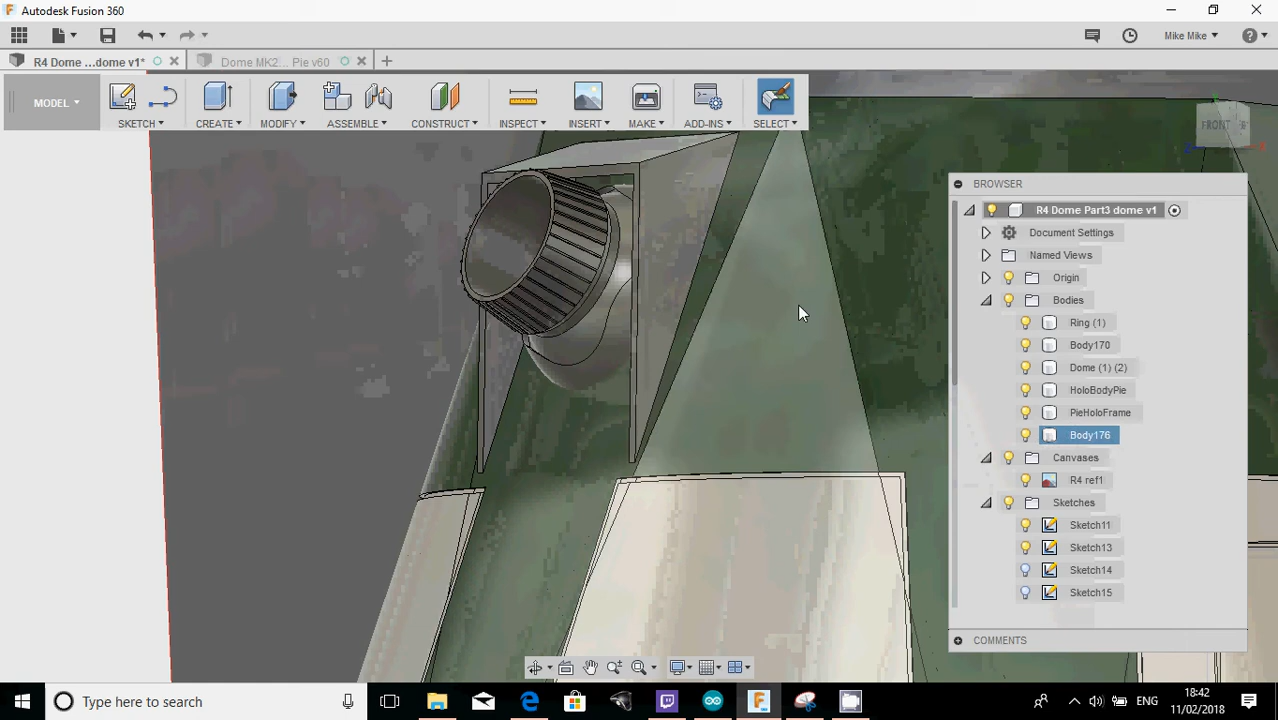 Autodesk Fusion 360
Mike Mike
R4 Dome ...dome v1*
Dome MK2... Pie v60
MODEL
SKETCH
CREATE
MODIFY
ASSEMBLE
CONSTRUCT
INSPECT
INSERT
MAKE
ADD-INS
SELECT
FRONT
BROWSER
R4 Dome Part3 dome v1
Document Settings
Named Views
Origin
Bodies
Ring (1)
Body170
Dome (1) (2)
HoloBodyPie
PieHoloFrame
Body176
Canvases
R4 ref1
Sketches
Sketch11
Sketch13
Sketch14
Sketch15
COMMENTS
Type here to search
ENG
18:42
11/02/2018